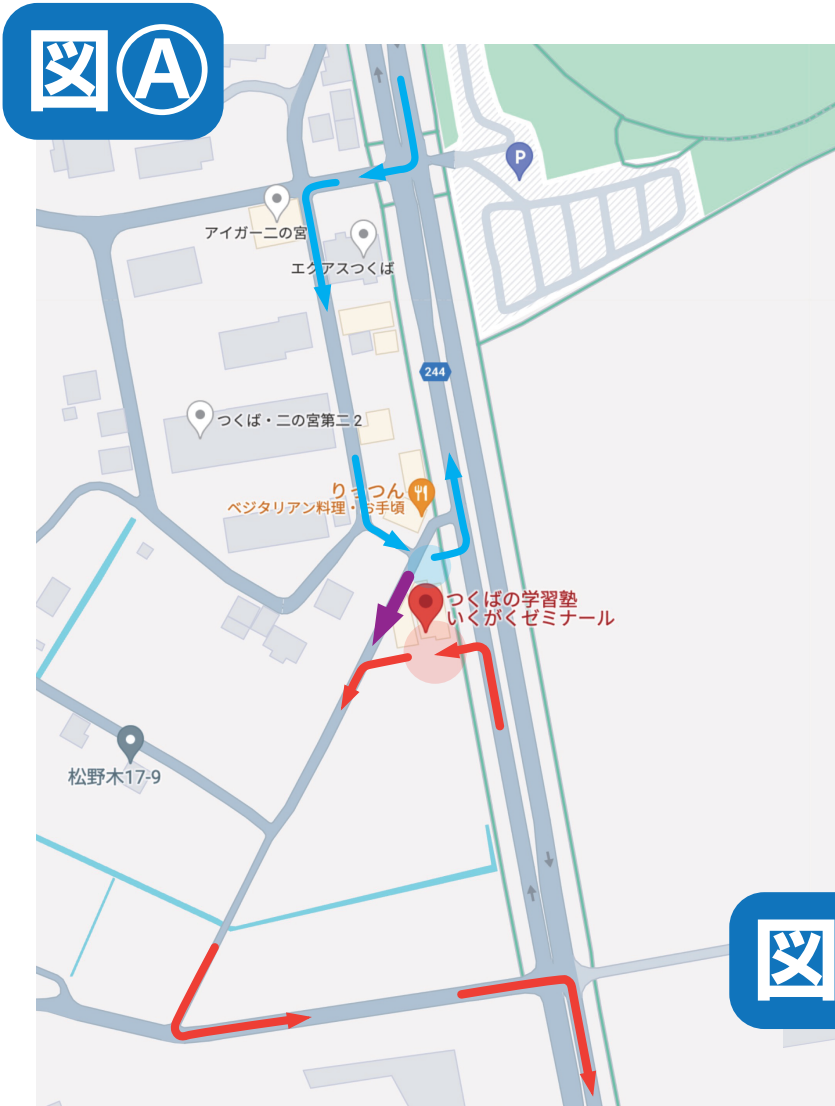 図Ⓐ
P
アイガー二の宮
エクアスつくば
244
つくば・二の宮第二 2
りっつん
ベジタリアン料理・お手頃
つくばの学習塾
いくがくゼミナール
松野木17-9
図